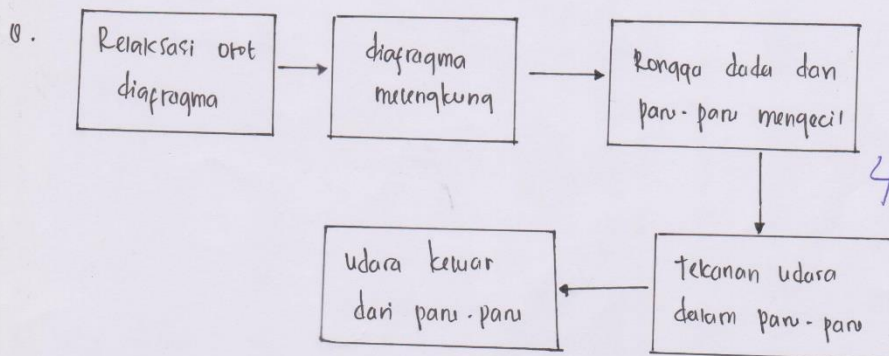 8.
Relaksasi otot
diafragma
diafragma
melengkung
Rongga dada dan
paru-paru mengecil
4
tekanan udara
dalam paru-paru
udara keluar
dari paru-paru